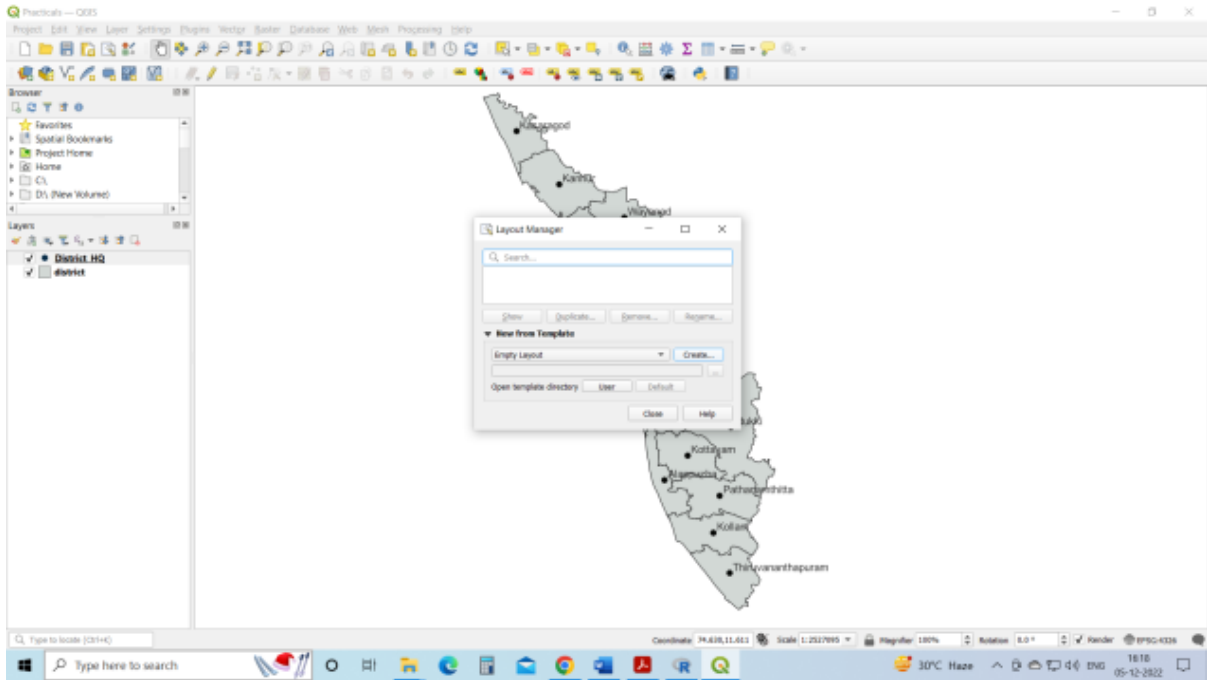 Practicals — QGIS
Project Edit View Layer Settings Plugins Vector Raster Database Web Mesh Processing Help
Browser
Favorites
Spatial Bookmarks
Project Home
Home
C:\
D:\ (New Volume)
Layers
District_HQ
district
Kasaragod
Kannur
Wayanad
Layout Manager
Search...
Show Duplicate... Remove... Rename...
New from Template
Empty Layout Create...
...
Open template directory User Default
Close Help
Kottayam
Alappuzha
Pathanamthitta
Kollam
Thiruvananthapuram
Type to locate (Ctrl+K) Coordinate Scale Magnifier 100% Rotation 0.0 ° Render EPSG:4326
Type here to search 30°C Haze ENG 05-12-2022